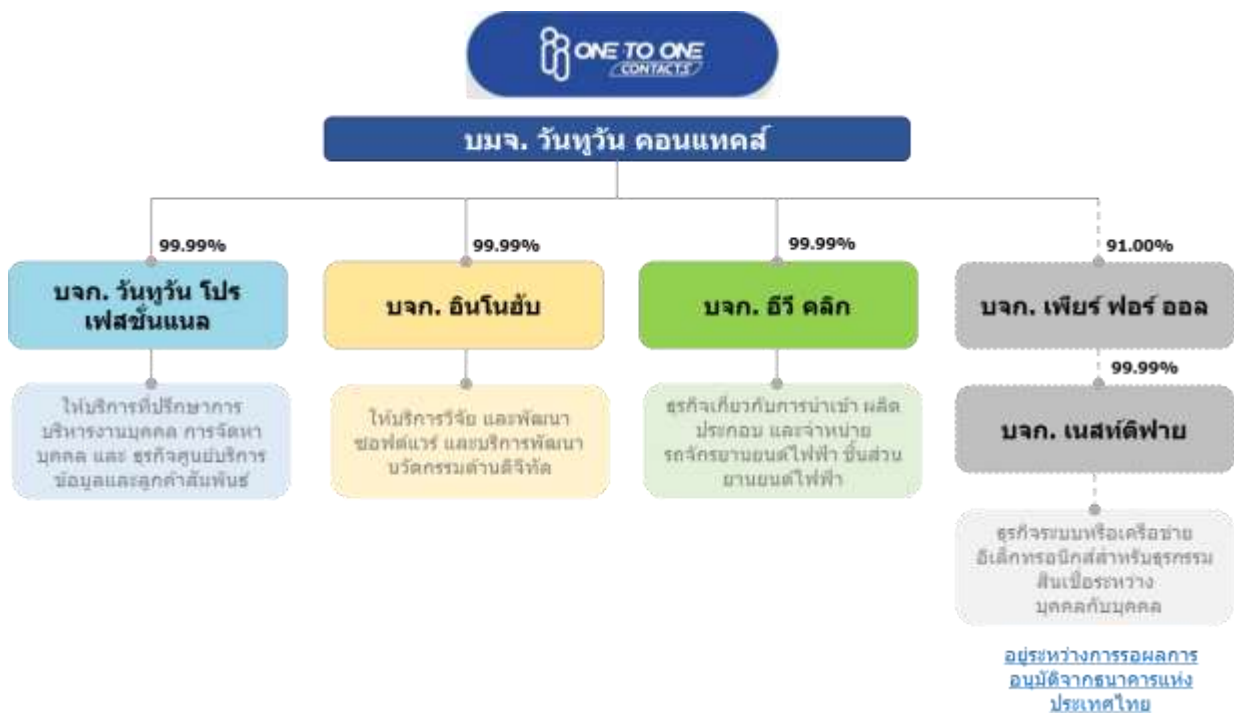 ONE TO ONE
CONTACTS
บมจ. วันทูวัน คอนแทคส์
99.99%
99.99%
99.99%
91.00%
บจก. วันทูวัน โปร
เฟสชั่นแนล
บจก. อินโนฮับ
บจก. อีวี คลิก
บจก. เพียร์ ฟอร์ ออล
99.99%
บจก. เนสท์ติฟาย
ให้บริการที่ปรึกษาการ
บริหารงานบุคคล การจัดหา
บุคคล และ ธุรกิจศูนย์บริการ
ข้อมูลและลูกค้าสัมพันธ์
ให้บริการวิจัย และพัฒนา
ซอฟต์แวร์ และบริการพัฒนา
นวัตกรรมด้านดิจิทัล
ธุรกิจเกี่ยวกับการนำเข้า ผลิต
ประกอบ และจำหน่าย
รถจักรยานยนต์ไฟฟ้า ชิ้นส่วน
ยานยนต์ไฟฟ้า
ธุรกิจระบบหรือเครือข่าย
อิเล็กทรอนิกส์สำหรับธุรกรรม
สินเชื่อระหว่าง
บุคคลกับบุคคล
อยู่ระหว่างการรอผลการ
อนุมัติจากธนาคารแห่ง
ประเทศไทย